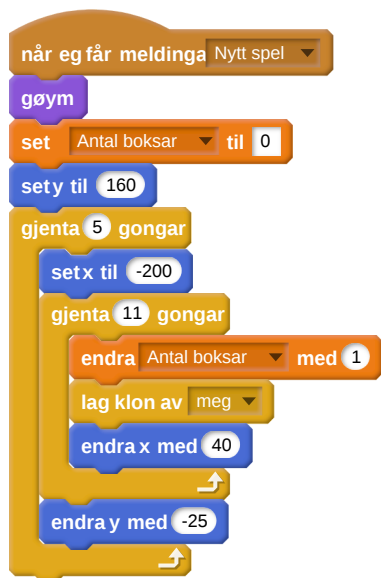 når eg får meldinga Nytt spel
gøym
set Antal boksar til 0
set y til 160
gjenta 5 gongar
set x til -200
gjenta 11 gongar
endra Antal boksar med 1
lag klon av meg
endra x med 40
endra y med -25